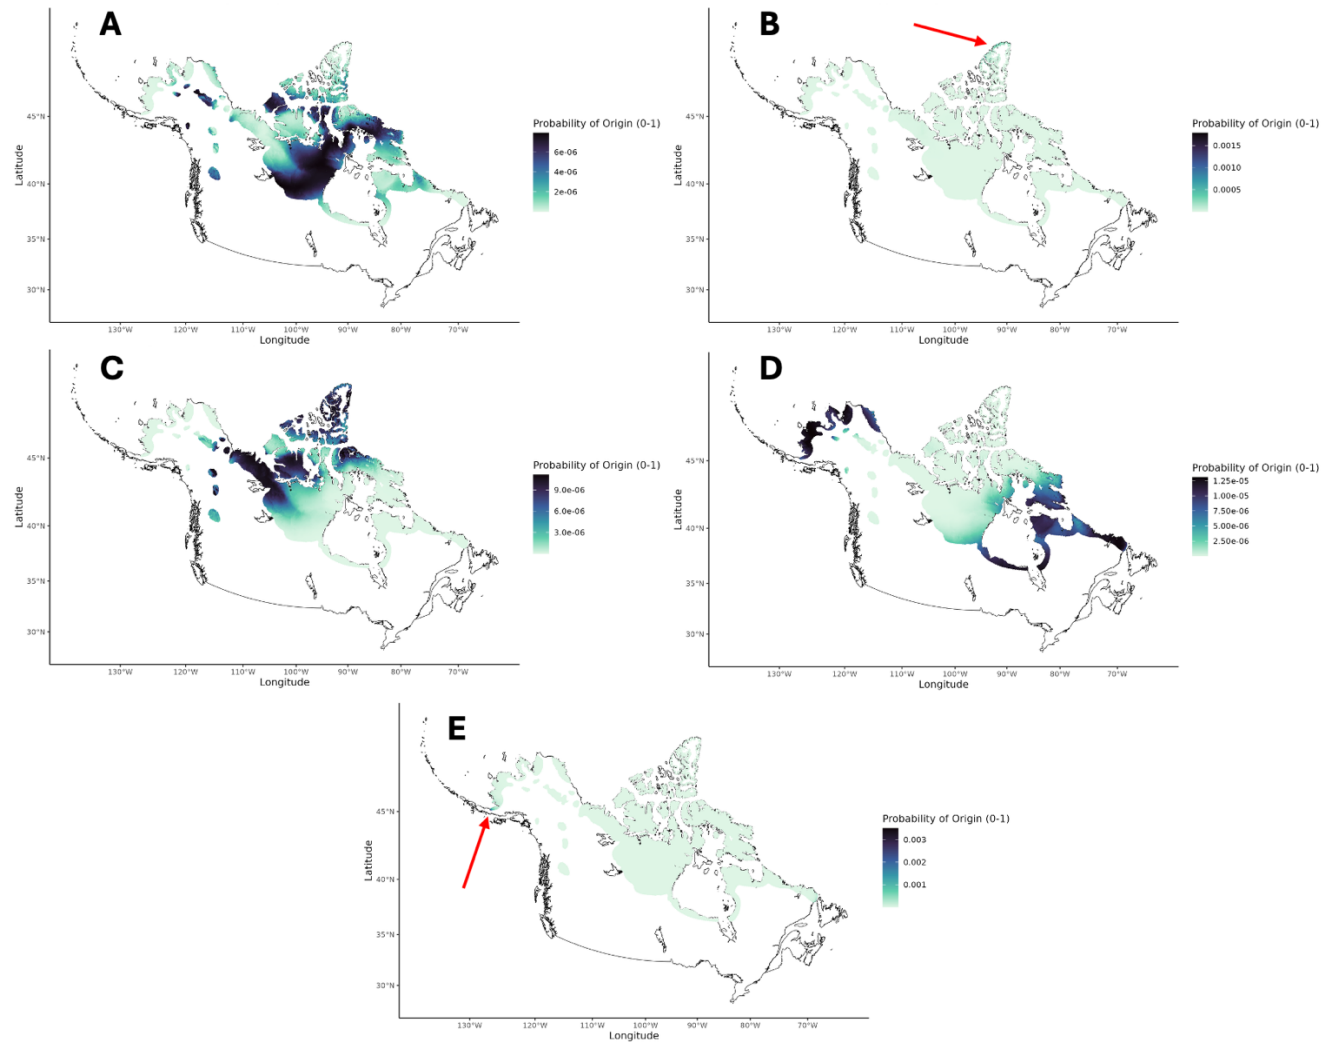 A
Latitude
45°N
40°N
35°N
30°N
130°W 120°W 110°W 100°W 90°W 80°W 70°W
Longitude
Probability of Origin (0-1)
6e-06
4e-06
2e-06
B
Latitude
45°N
40°N
35°N
30°N
130°W 120°W 110°W 100°W 90°W 80°W 70°W
Longitude
Probability of Origin (0-1)
0.0015
0.0010
0.0005
C
Latitude
45°N
40°N
35°N
30°N
130°W 120°W 110°W 100°W 90°W 80°W 70°W
Longitude
Probability of Origin (0-1)
9.0e-06
6.0e-06
3.0e-06
D
Latitude
45°N
40°N
35°N
30°N
130°W 120°W 110°W 100°W 90°W 80°W 70°W
Longitude
Probability of Origin (0-1)
1.25e-05
1.00e-05
7.50e-06
5.00e-06
2.50e-06
E
Latitude
45°N
40°N
35°N
30°N
130°W 120°W 110°W 100°W 90°W 80°W 70°W
Longitude
Probability of Origin (0-1)
0.003
0.002
0.001